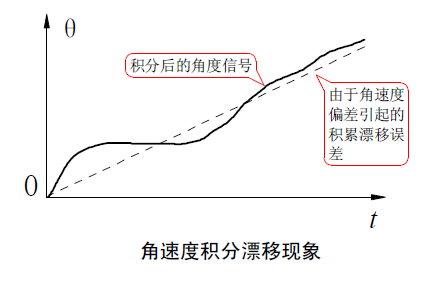 θ
积分后的角度信号
由于角速度
偏差引起的
积累漂移误
差
0
t
角速度积分漂移现象